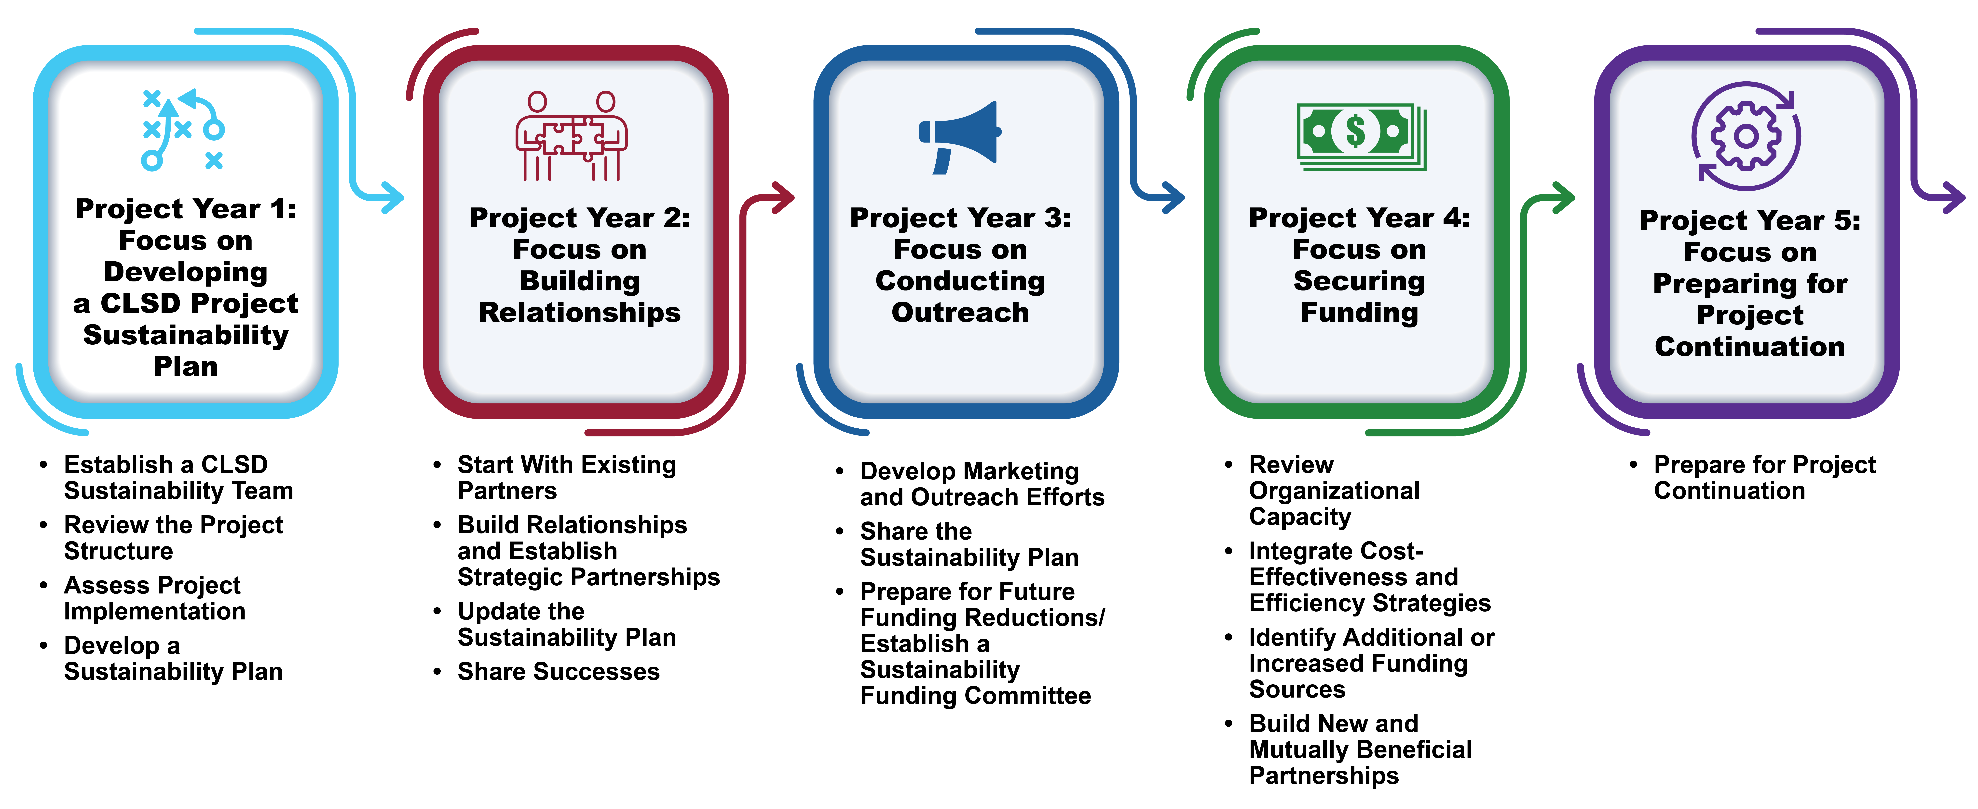 Project Year 1:
Focus on
Developing
a CLSD Project
Sustainability
Plan
• Establish a CLSD
Sustainability Team
• Review the Project
Structure
• Assess Project
Implementation
• Develop a
Sustainability Plan
Project Year 2:
Focus on
Building
Relationships
• Start With Existing
Partners
• Build Relationships
and Establish
Strategic Partnerships
• Update the
Sustainability Plan
• Share Successes
Project Year 3:
Focus on
Conducting
Outreach
• Develop Marketing
and Outreach Efforts
• Share the
Sustainability Plan
• Prepare for Future
Funding Reductions/
Establish a
Sustainability
Funding Committee
$
Project Year 4:
Focus on
Securing
Funding
• Review
Organizational
Capacity
• Integrate Cost-
Effectiveness and
Efficiency Strategies
• Identify Additional or
Increased Funding
Sources
• Build New and
Mutually Beneficial
Partnerships
Project Year 5:
Focus on
Preparing for
Project
Continuation
• Prepare for Project
Continuation